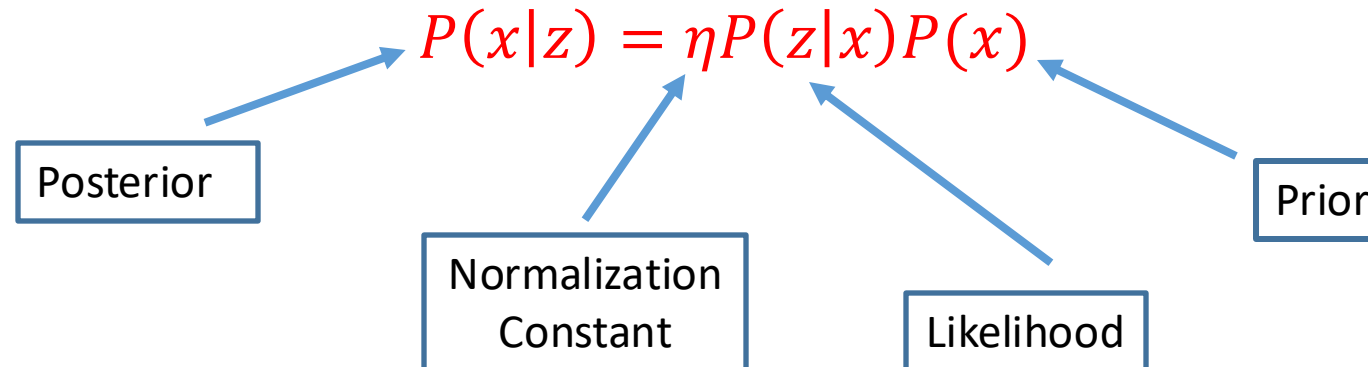 P(x|z) = ηP(z|x)P(x)
Posterior
Prior
Normalization
Constant
Likelihood